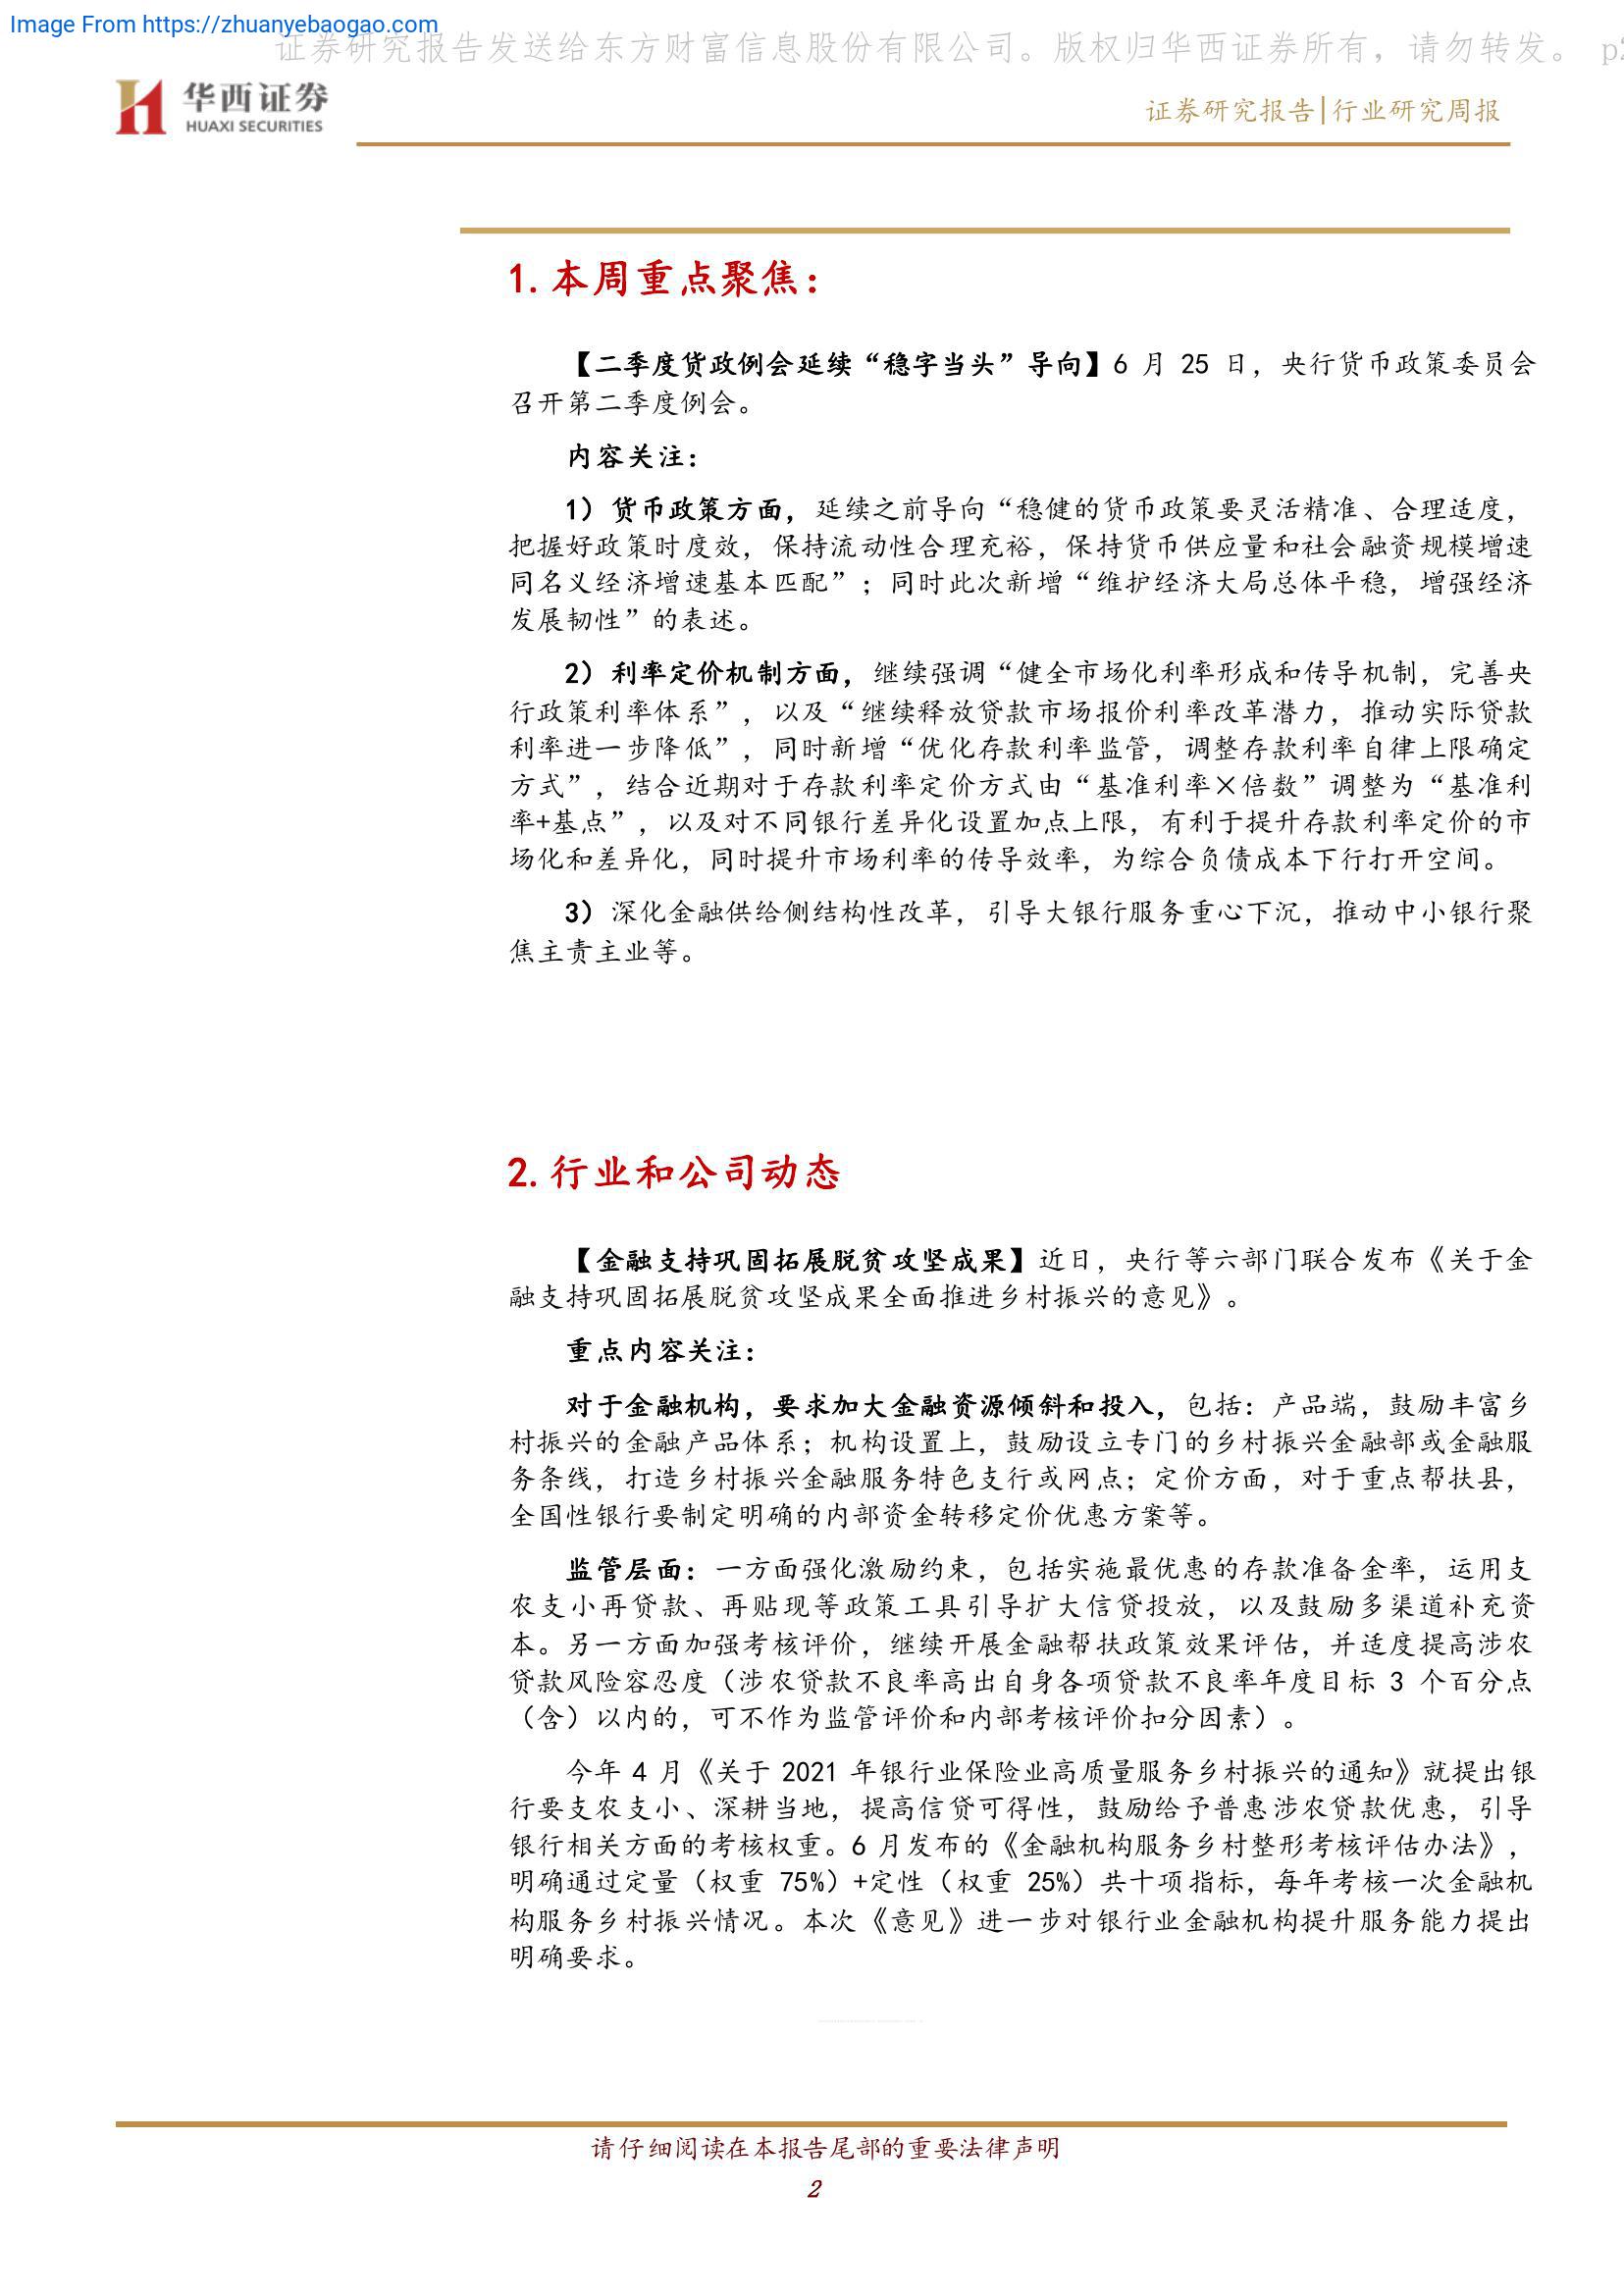 Image From https://zhuanyebaogao.com
证券研究报告发送给东方财富信息股份有限公司。版权归华西证券所有，请勿转发。 p2
华西证券
HUAXI SECURITIES
证券研究报告|行业研究周报
1.本周重点聚焦：
【二季度货政例会延续“稳字当头”导向】6 月 25 日，央行货币政策委员会
召开第二季度例会。
内容关注：
1）货币政策方面，延续之前导向“稳健的货币政策要灵活精准、合理适度，
把握好政策时度效，保持流动性合理充裕，保持货币供应量和社会融资规模增速
同名义经济增速基本匹配”；同时此次新增“维护经济大局总体平稳，增强经济
发展韧性”的表述。
2）利率定价机制方面，继续强调“健全市场化利率形成和传导机制，完善央
行政策利率体系”，以及“继续释放贷款市场报价利率改革潜力，推动实际贷款
利率进一步降低”，同时新增“优化存款利率监管，调整存款利率自律上限确定
方式”，结合近期对于存款利率定价方式由“基准利率×倍数”调整为“基准利
率+基点”，以及对不同银行差异化设置加点上限，有利于提升存款利率定价的市
场化和差异化，同时提升市场利率的传导效率，为综合负债成本下行打开空间。
3）深化金融供给侧结构性改革，引导大银行服务重心下沉，推动中小银行聚
焦主责主业等。
2.行业和公司动态
【金融支持巩固拓展脱贫攻坚成果】近日，央行等六部门联合发布《关于金
融支持巩固拓展脱贫攻坚成果全面推进乡村振兴的意见》。
重点内容关注：
对于金融机构，要求加大金融资源倾斜和投入，包括：产品端，鼓励丰富乡
村振兴的金融产品体系；机构设置上，鼓励设立专门的乡村振兴金融部或金融服
务条线，打造乡村振兴金融服务特色支行或网点；定价方面，对于重点帮扶县，
全国性银行要制定明确的内部资金转移定价优惠方案等。
监管层面：一方面强化激励约束，包括实施最优惠的存款准备金率，运用支
农支小再贷款、再贴现等政策工具引导扩大信贷投放，以及鼓励多渠道补充资
本。另一方面加强考核评价，继续开展金融帮扶政策效果评估，并适度提高涉农
贷款风险容忍度（涉农贷款不良率高出自身各项贷款不良率年度目标 3 个百分点
（含）以内的，可不作为监管评价和内部考核评价扣分因素）。
今年 4 月《关于 2021 年银行业保险业高质量服务乡村振兴的通知》就提出银
行要支农支小、深耕当地，提高信贷可得性，鼓励给予普惠涉农贷款优惠，引导
银行相关方面的考核权重。6 月发布的《金融机构服务乡村整形考核评估办法》，
明确通过定量（权重 75%）+定性（权重 25%）共十项指标，每年考核一次金融机
构服务乡村振兴情况。本次《意见》进一步对银行业金融机构提升服务能力提出
明确要求。
请仔细阅读在本报告尾部的重要法律声明
2